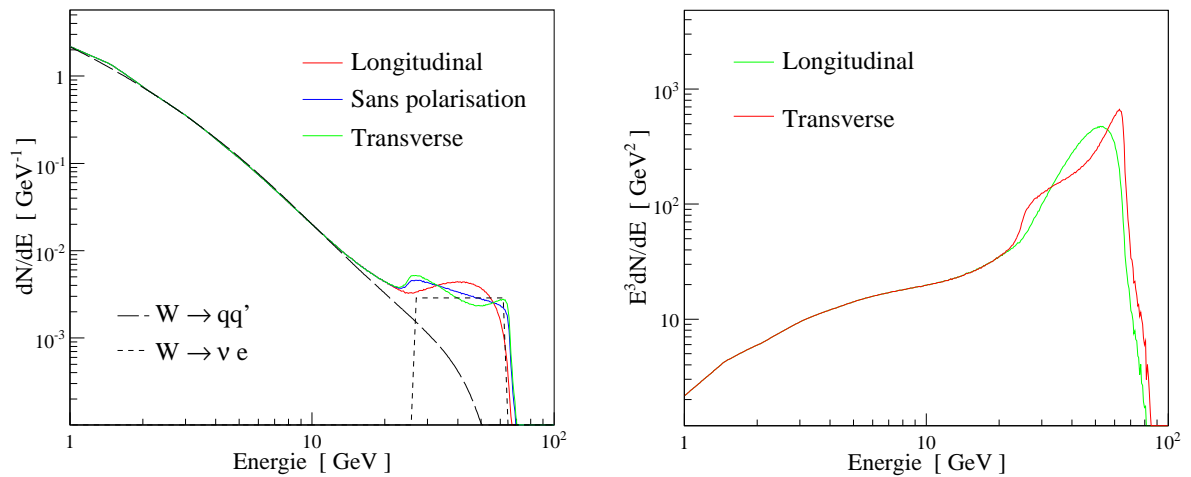 dN/dE [ GeV⁻¹ ]
1
10⁻¹
10⁻²
10⁻³
Longitudinal
Sans polarisation
Transverse
W → qq’
W → ν e
1
10
10²
Energie [ GeV ]
E³dN/dE [ GeV² ]
10³
10²
10
Longitudinal
Transverse
1
10
10²
Energie [ GeV ]